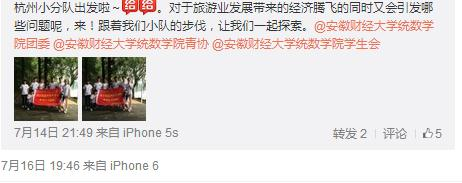 杭州小分队出发啦～给给。对于旅游业发展带来的经济腾飞的同时又会引发哪
些问题呢，来！跟着我们小队的步伐，让我们一起探索。@安徽财经大学统数学
院团委 @安徽财经大学统数学院青协 @安徽财经大学统数学院学生会
7月14日 21:49 来自 iPhone 5s
转发 2 | 评论 | 5
7月16日 19:46 来自 iPhone 6